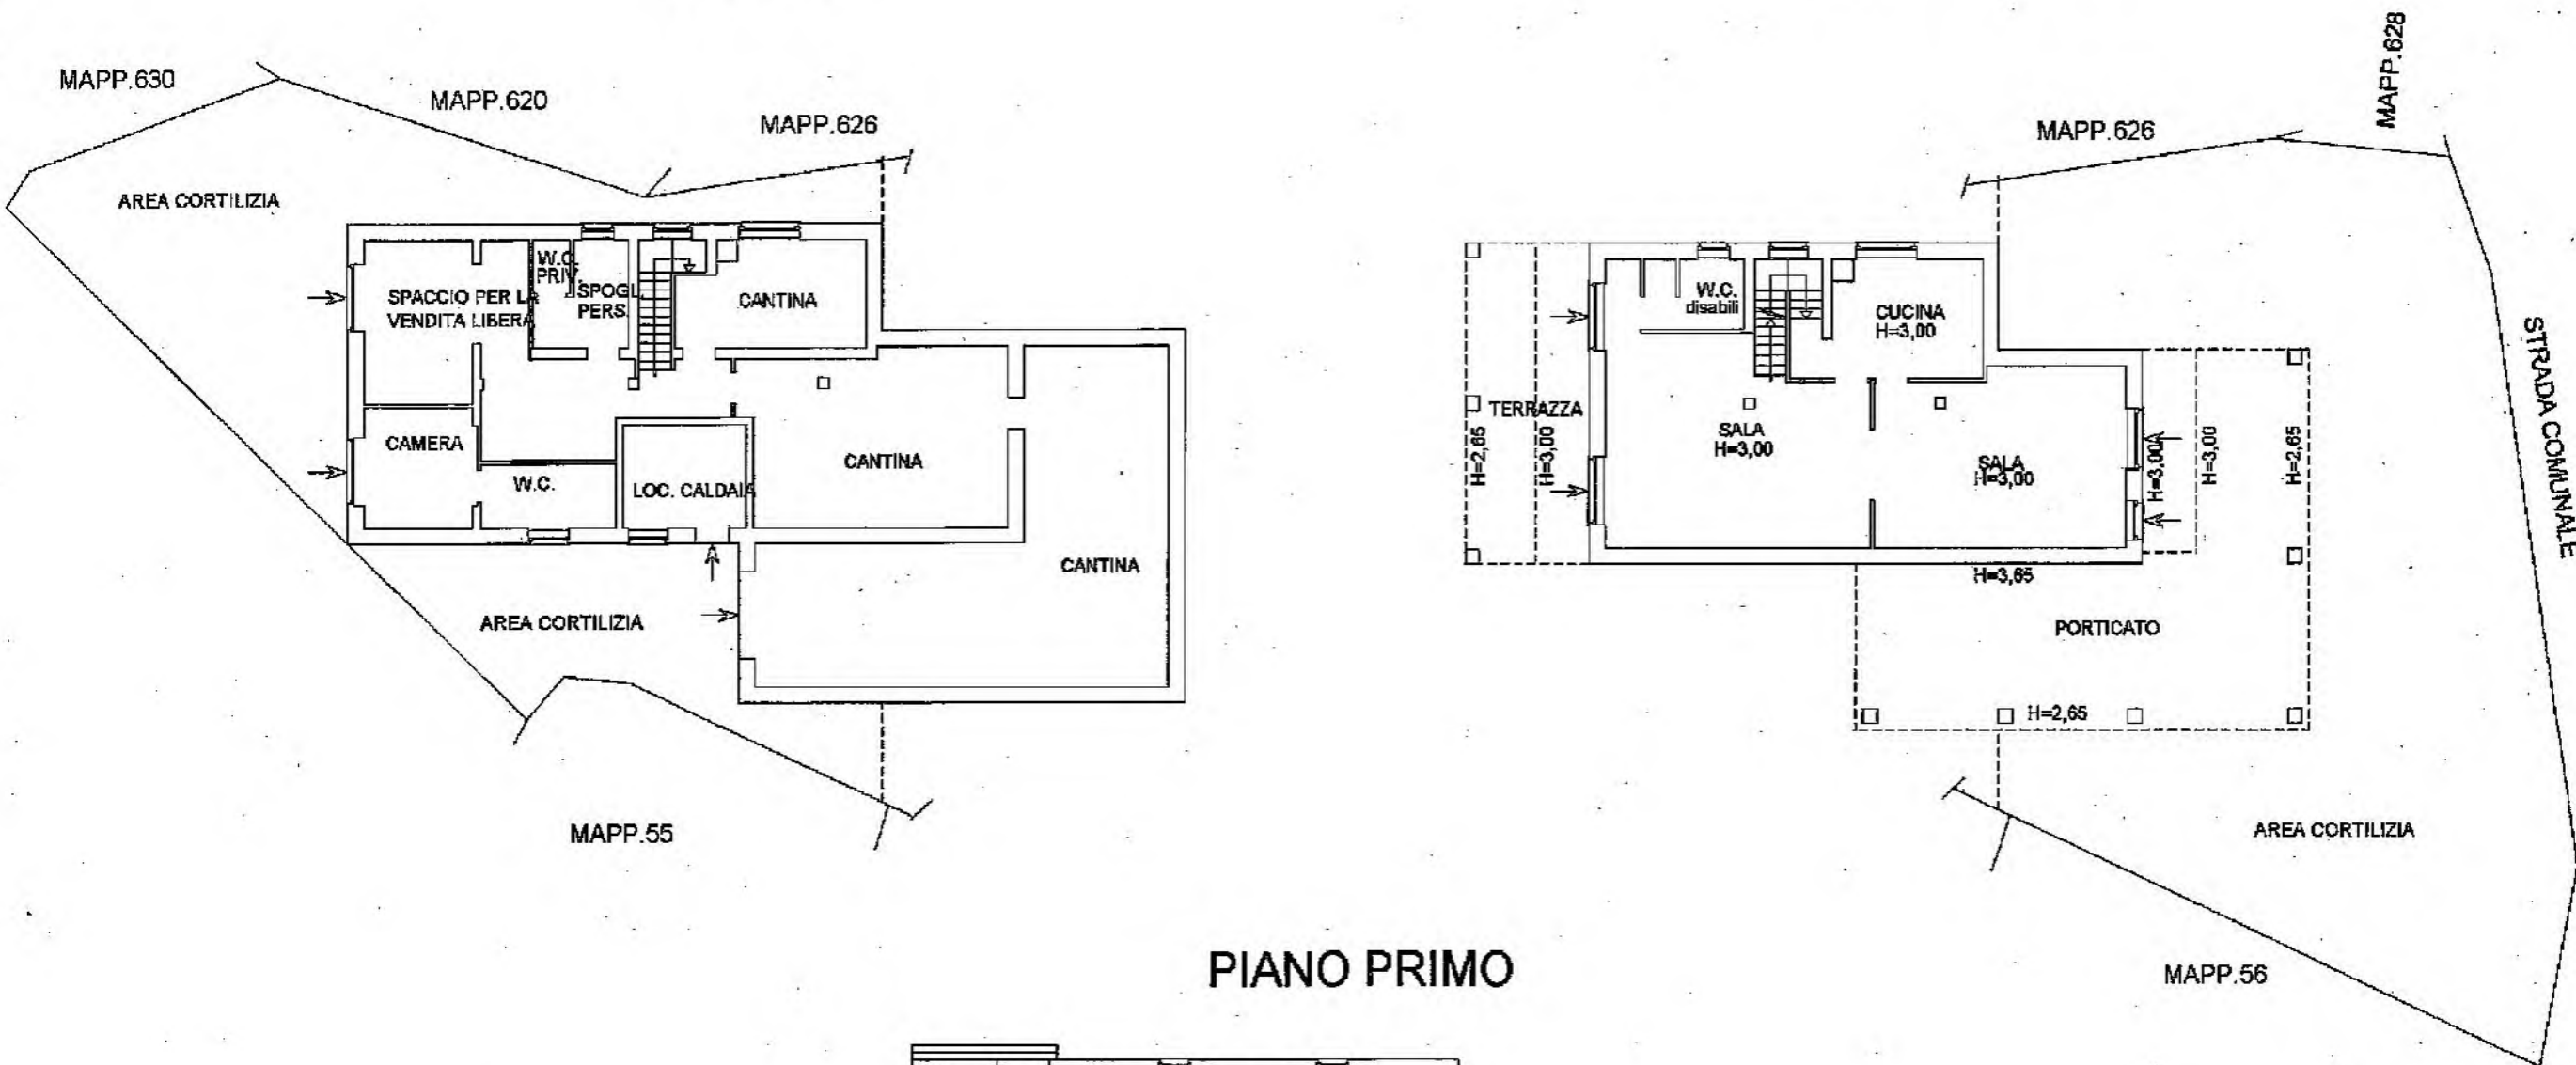 MAPP.630
MAPP.620
MAPP.626
AREA CORTILIZIA
W.C.
PRIV.
SPOGL.
PERS.
SPACCIO PER LA
VENDITA LIBERA
CANTINA
CAMERA
W.C.
LOC. CALDAIA
CANTINA
CANTINA
AREA CORTILIZIA
MAPP.55
MAPP.626
MAPP.628
STRADA COMUNALE
W.C.
disabili
CUCINA
H=3,00
TERRAZZA
H=2,65
H=3,00
SALA
H=3,00
SALA
H=3,00
H=3,00
H=3,00
H=2,65
H=3,65
PORTICATO
H=2,65
AREA CORTILIZIA
MAPP.56
PIANO PRIMO